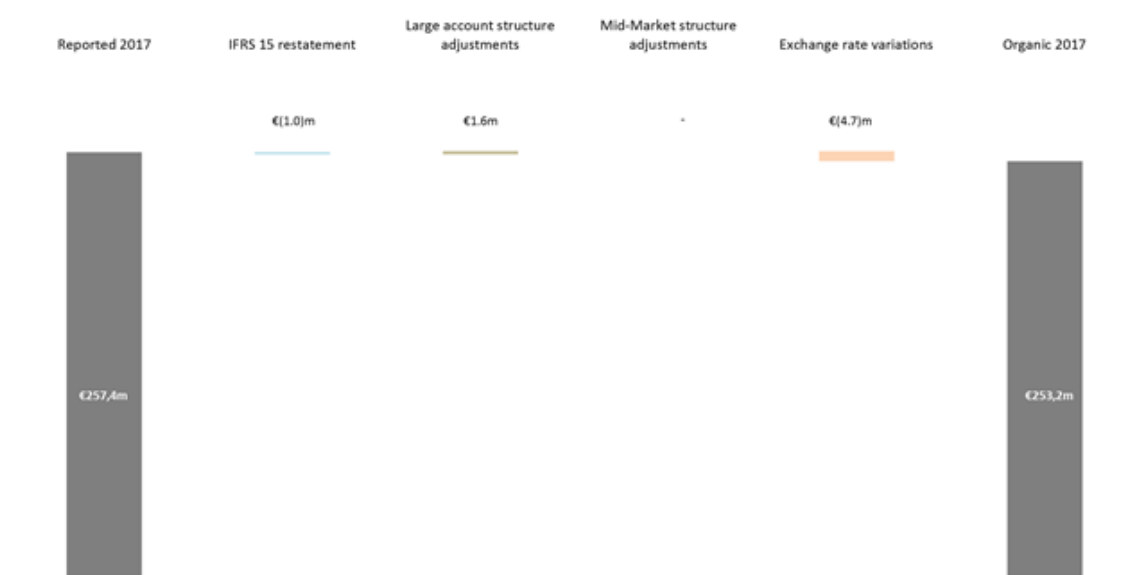 Reported 2017
IFRS 15 restatement
Large account structure
adjustments
Mid-Market structure
adjustments
Exchange rate variations
Organic 2017
€(1.0)m
€1.6m
-
€(4.7)m
€257,4m
€253,2m